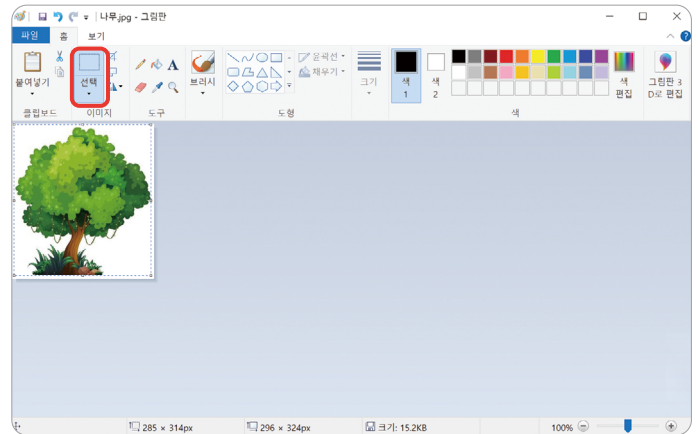 나무.jpg - 그림판
파일 홈 보기
붙여넣기
선택
A
브러시
윤곽선
채우기
크기
색
1
색
2
색
편집
그림판 3
D로 편집
클립보드 이미지 도구 도형 색
285 × 314px 296 × 324px 크기: 15.2KB 100%